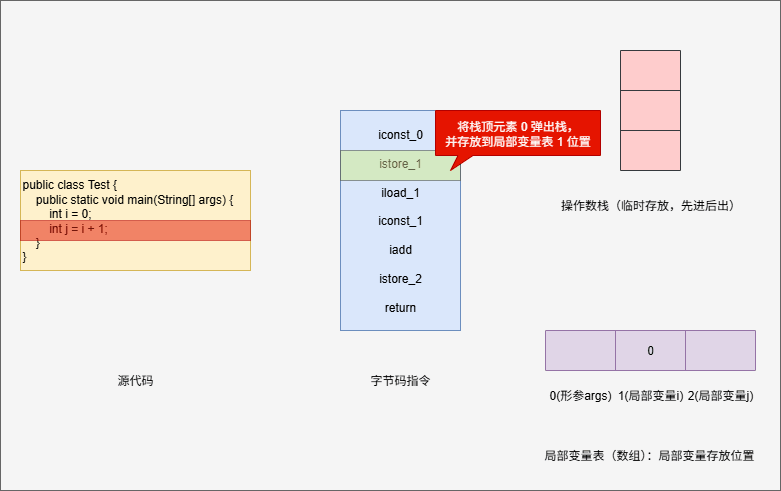 public class Test {
public static void main(String[] args) {
int i = 0;
int j = i + 1;
}
}
源代码
iconst_0
istore_1
iload_1
iconst_1
iadd
istore_2
return
字节码指令
将栈顶元素 0 弹出栈，
并存放到局部变量表 1 位置
操作数栈（临时存放，先进后出）
0
0(形参args) 1(局部变量i) 2(局部变量j)
局部变量表（数组）：局部变量存放位置